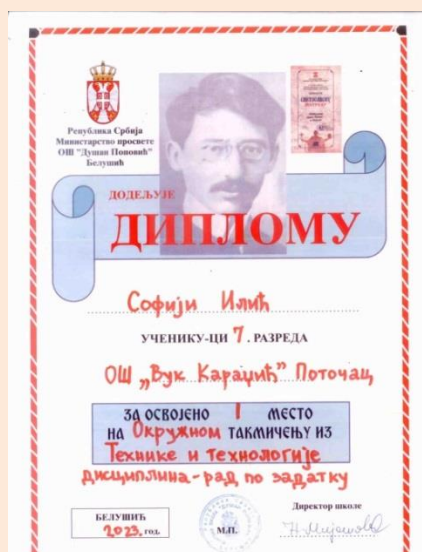 Република Србија
Министарство просвете
ОШ "Душан Поповић"
Белушић
ДОДЕЉУЈЕ
ДИПЛОМУ
Софији Илић
УЧЕНИКУ-ЦИ 7. РАЗРЕДА
ОШ „Вук Караџић” Поточац
ЗА ОСВОЈЕНО I МЕСТО
НА Окружном ТАКМИЧЕЊУ ИЗ
Технике и технологије
дисциплина-рад по задатку
БЕЛУШИЋ
2023. ГОД.
М.П.
Директор школе